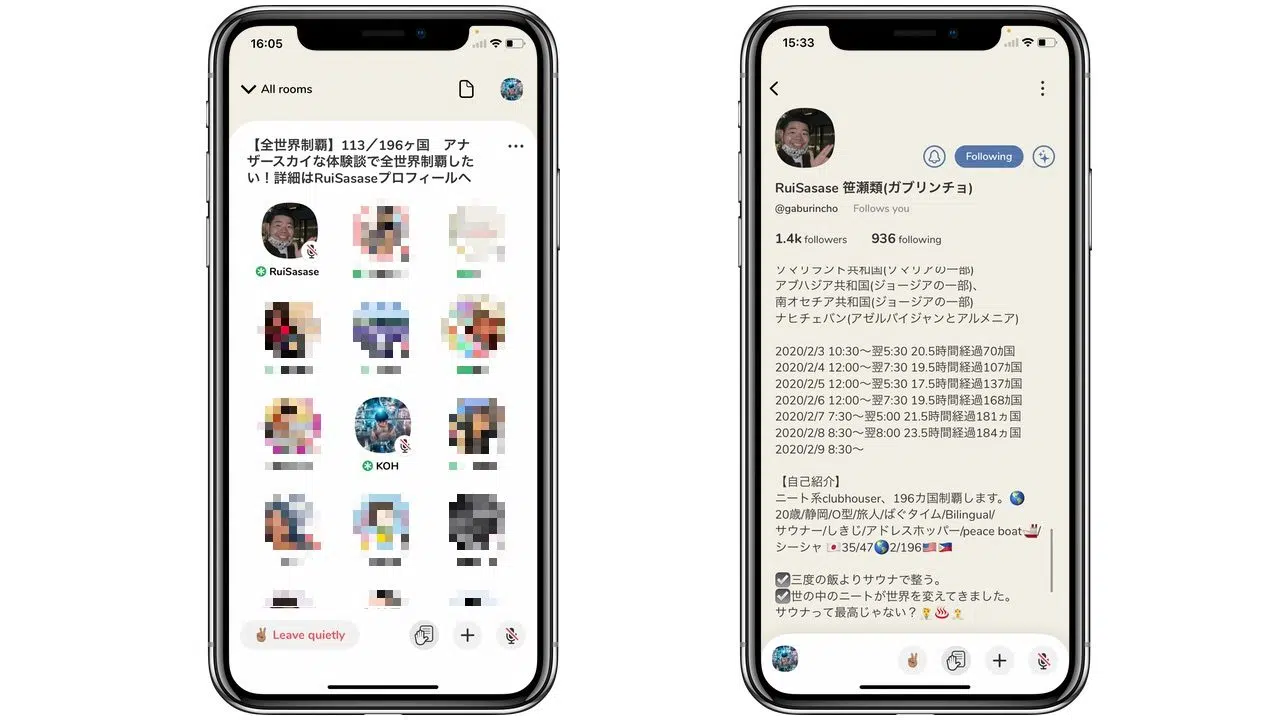 16:05
All rooms
【全世界制覇】113／196ヶ国　アナ
ザースカイな体験談で全世界制覇した
い！詳細はRuiSasaseプロフィールへ
RuiSasase
KOH
Leave quietly
15:33
Following
RuiSasase 笹瀬類(ガブリンチョ)
@gaburincho Follows you
1.4k followers 936 following
ソマリランド共和国(ソマリアの一部)
アブハジア共和国(ジョージアの一部)、
南オセチア共和国(ジョージアの一部)
ナヒチェバン(アゼルバイジャンとアルメニア)
2020/2/3 10:30〜翌5:30 20.5時間経過70ｶ国
2020/2/4 12:00〜翌7:30 19.5時間経過107ｶ国
2020/2/5 12:00〜翌5:30 17.5時間経過137ｶ国
2020/2/6 12:00〜翌7:30 19.5時間経過168ｶ国
2020/2/7 7:30〜翌5:00 21.5時間経過181ヵ国
2020/2/8 8:30〜翌8:00 23.5時間経過184ヵ国
2020/2/9 8:30〜
【自己紹介】
ニート系clubhouser、196カ国制覇します。🌎
20歳/静岡/O型/旅人/ばぐタイム/Bilingual/
サウナー/しきじ/アドレスホッパー/peace boat🚢/
シーシャ 🇯🇵35/47🌎2/196🇺🇸🇵🇭
☑️三度の飯よりサウナで整う。
☑️世の中のニートが世界を変えてきました。
サウナって最高じゃない？🧖♨️🧖‍♂️